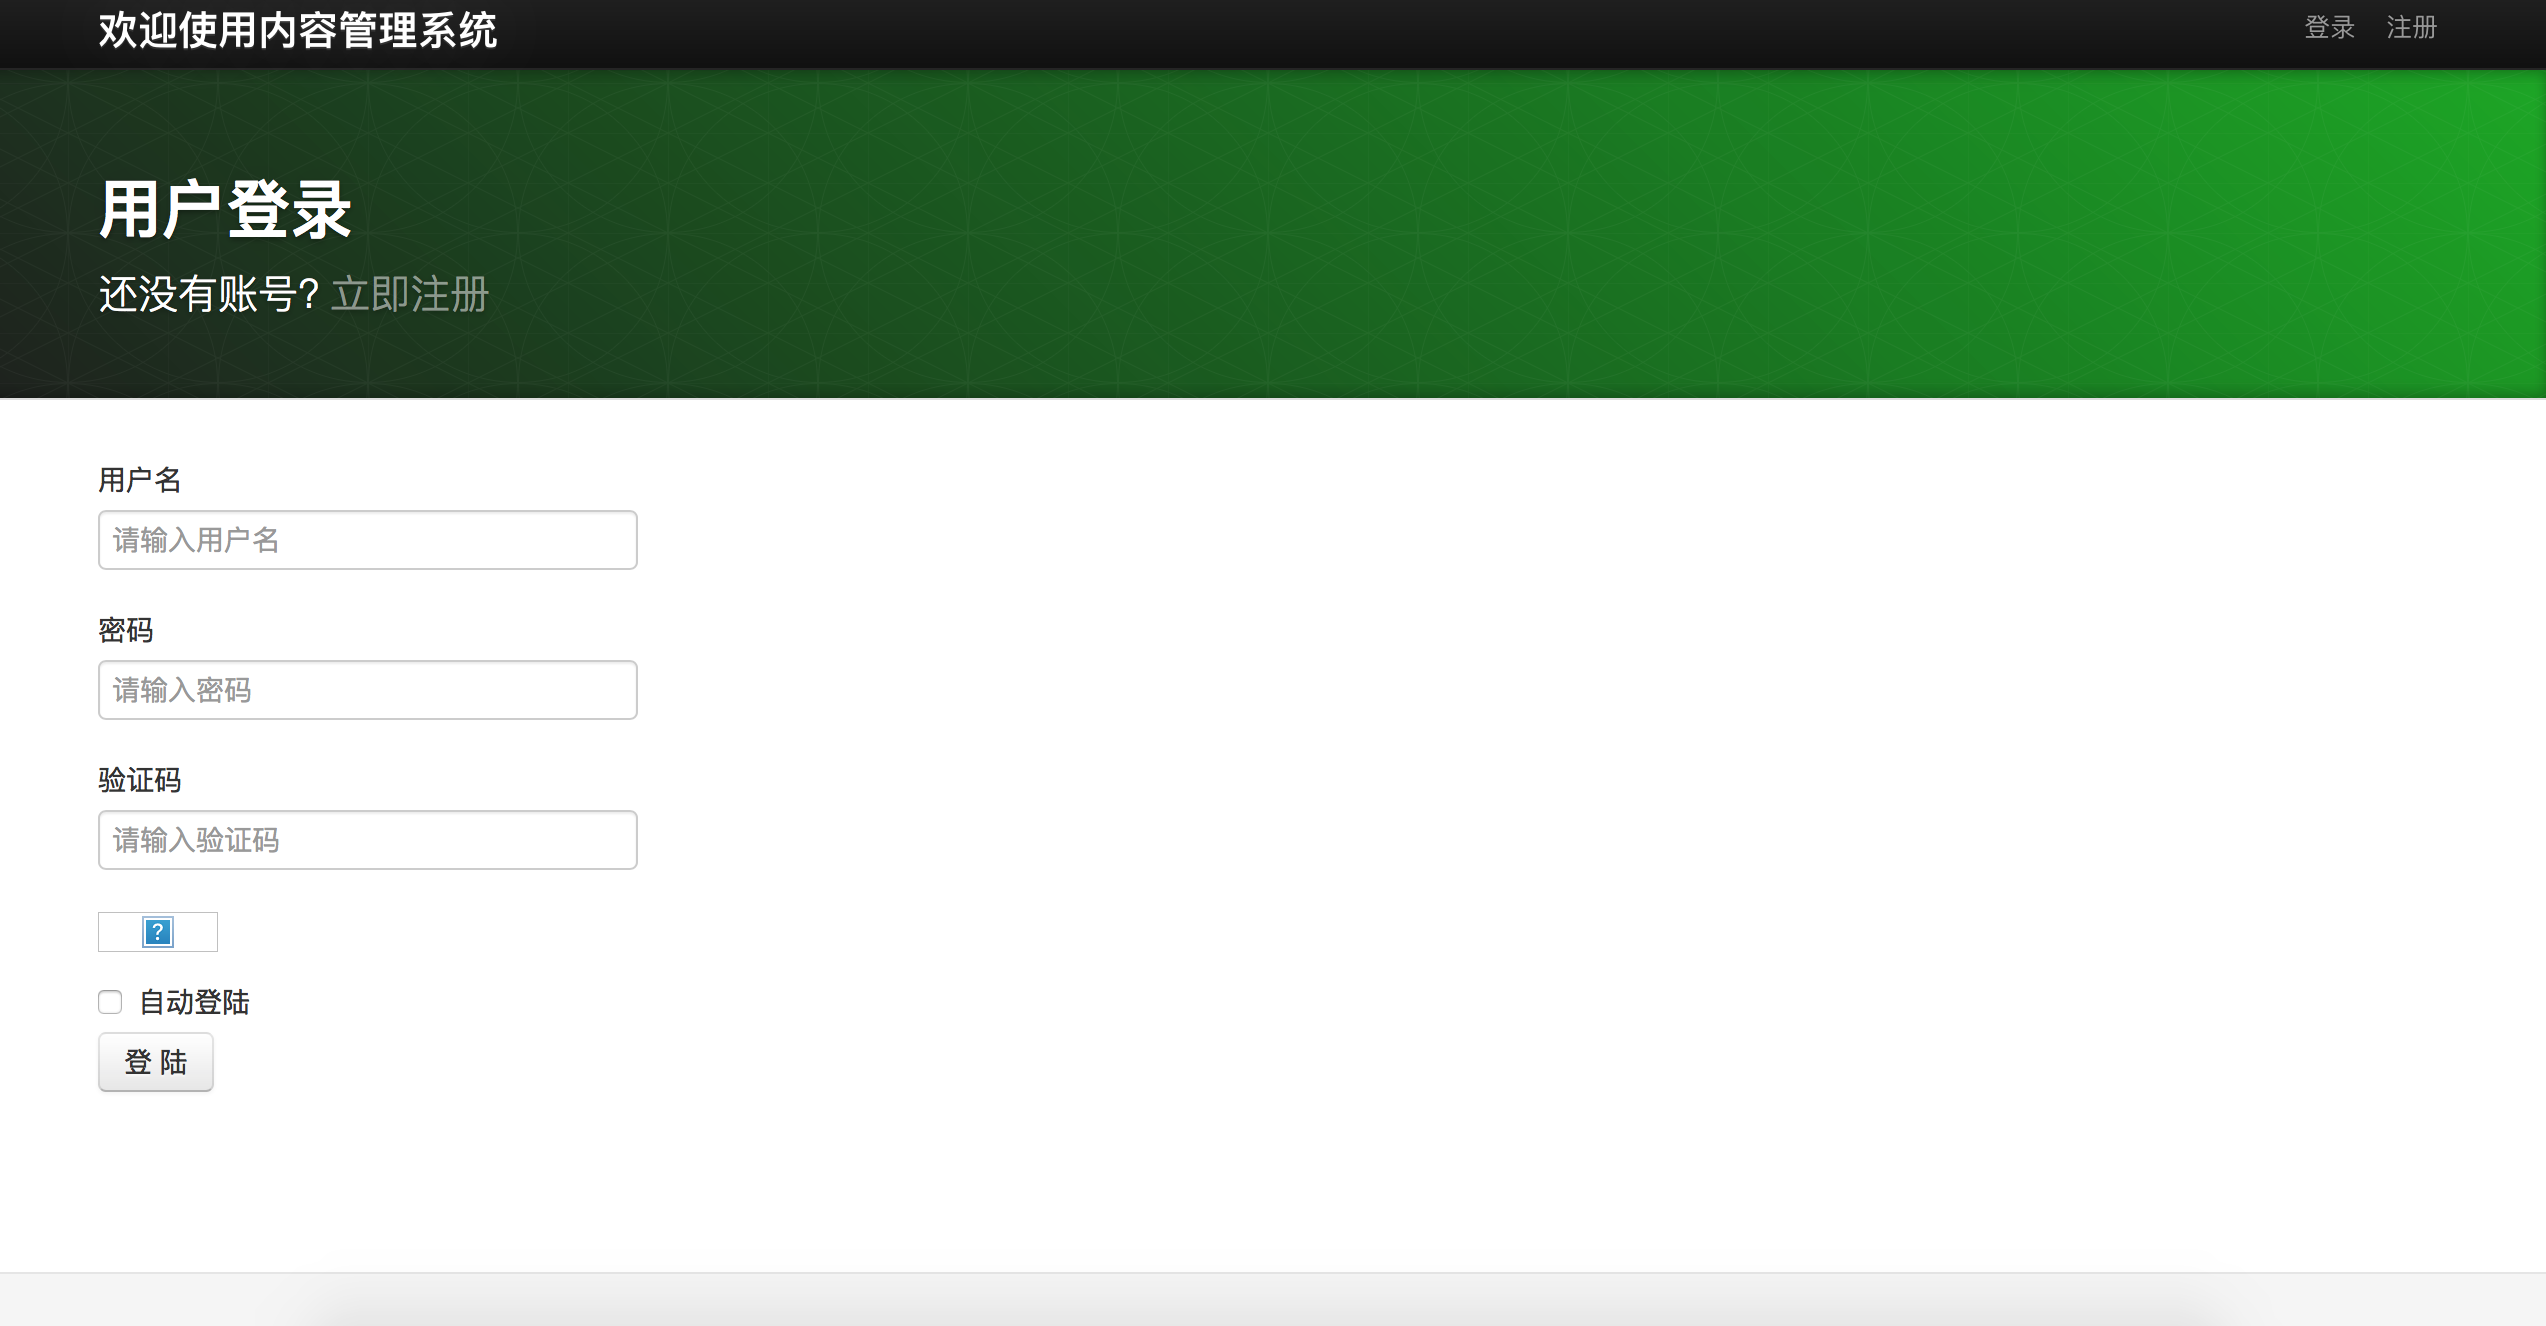 欢迎使用内容管理系统
登录 注册
用户登录
还没有账号? 立即注册
用户名
请输入用户名
密码
请输入密码
验证码
请输入验证码
?
自动登陆
登 陆